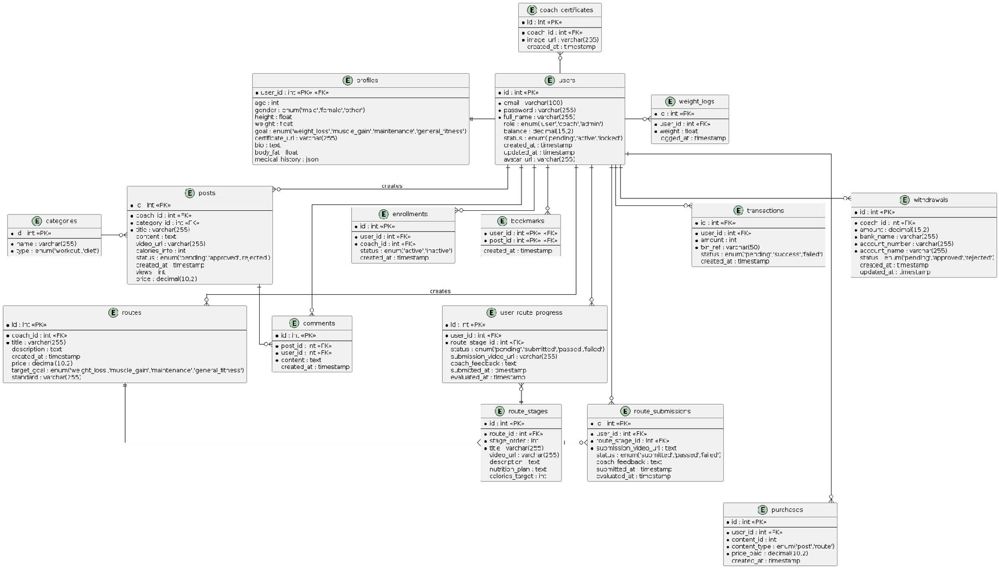 E coach_certificates
id : int «PK»
coach_id : int «FK»
image_url : varchar(255)
created_at : timestamp
E profiles
user_id : int «PK» «FK»
age : int
gender : enum('male','female','other')
height : float
weight : float
goal : enum('weight_loss','muscle_gain','maintenance','general_fitness')
certificate_url : varchar(255)
bio : text
body_fat : float
medical_history : json
E users
id : int «PK»
email : varchar(100)
password : varchar(255)
full_name : varchar(255)
role : enum('user','coach','admin')
balance : decimal(15,2)
status : enum('pending','active','locked')
created_at : timestamp
updated_at : timestamp
avatar_url : varchar(255)
E weight_logs
id : int «PK»
user_id : int «FK»
weight : float
logged_at : timestamp
creates
E posts
id : int «PK»
coach_id : int «FK»
category_id : int «FK»
title : varchar(255)
content : text
video_url : varchar(255)
calories_info : int
status : enum('pending','approved','rejected')
created_at : timestamp
views : int
price : decimal(10,2)
E categories
id : int «PK»
name : varchar(255)
type : enum('workout','diet')
E enrollments
id : int «PK»
user_id : int «FK»
coach_id : int «FK»
status : enum('active','inactive')
created_at : timestamp
E bookmarks
user_id : int «PK» «FK»
post_id : int «PK» «FK»
created_at : timestamp
E transactions
id : int «PK»
user_id : int «FK»
amount : int
txn_ref : varchar(50)
status : enum('pending','success','failed')
created_at : timestamp
E withdrawals
id : int «PK»
coach_id : int «FK»
amount : decimal(15,2)
bank_name : varchar(255)
account_number : varchar(255)
account_name : varchar(255)
status : enum('pending','approved','rejected')
created_at : timestamp
updated_at : timestamp
creates
E routes
id : int «PK»
coach_id : int «FK»
title : varchar(255)
description : text
created_at : timestamp
price : decimal(10,2)
target_goal : enum('weight_loss','muscle_gain','maintenance','general_fitness')
standard : varchar(255)
E comments
id : int «PK»
post_id : int «FK»
user_id : int «FK»
content : text
created_at : timestamp
E user_route_progress
id : int «PK»
user_id : int «FK»
route_stage_id : int «FK»
status : enum('pending','submitted','passed','failed')
submission_video_url : varchar(255)
coach_feedback : text
submitted_at : timestamp
evaluated_at : timestamp
E route_stages
id : int «PK»
route_id : int «FK»
stage_order : int
title : varchar(255)
video_url : varchar(255)
description : text
nutrition_plan : text
calories_target : int
E route_submissions
id : int «PK»
user_id : int «FK»
route_stage_id : int «FK»
submission_video_url : text
status : enum('submitted','passed','failed')
coach_feedback : text
submitted_at : timestamp
evaluated_at : timestamp
E purchases
id : int «PK»
user_id : int «FK»
content_id : int
content_type : enum('post','route')
price_paid : decimal(10,2)
created_at : timestamp